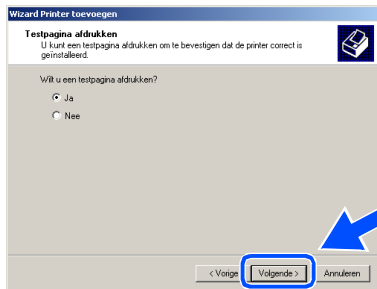 Wizard Printer toevoegen
Testpagina afdrukken
U kunt een testpagina afdrukken om te bevestigen dat de printer correct is
geïnstalleerd.
Wilt u een testpagina afdrukken?
Ja
Nee
< Vorige
Volgende >
Annuleren